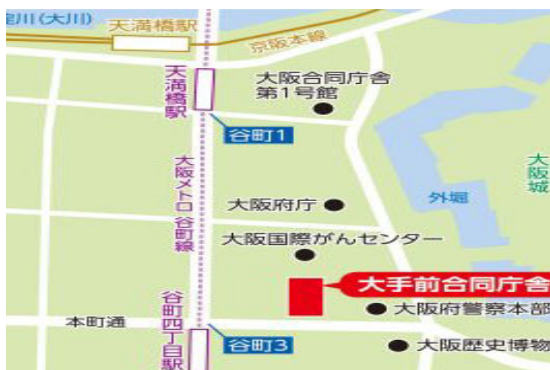 淀川(大川)
天満橋駅
京阪本線
天満橋駅
大阪合同庁舎
第1号館
谷町1
大阪城
大阪メトロ 谷町線
外堀
大阪府庁
大阪国際がんセンター
大手前合同庁舎
大阪府警察本部
本町通
谷町四丁目駅
谷町3
大阪歴史博物